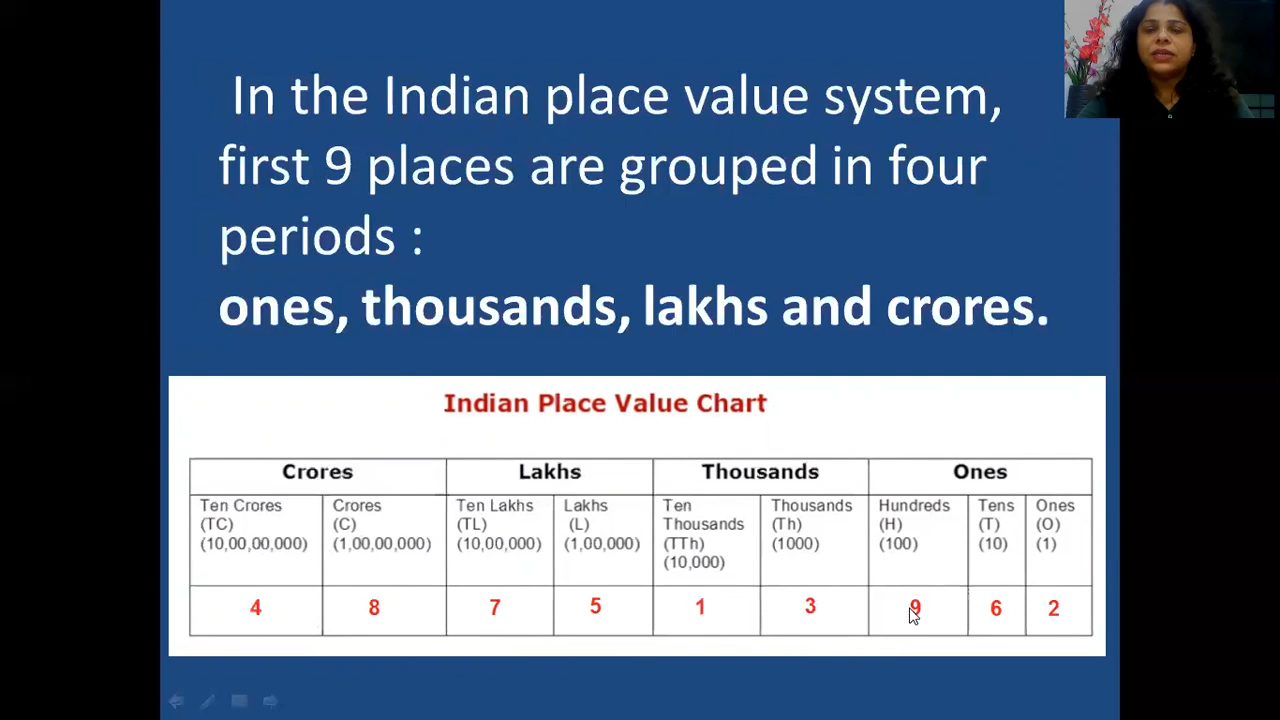 In the Indian place value system,
first 9 places are grouped in four
periods :
ones, thousands, lakhs and crores.
Indian Place Value Chart
Crores Lakhs Thousands Ones
Ten Crores (TC) (10,00,00,000)
Crores (C) (1,00,00,000)
Ten Lakhs (TL) (10,00,000)
Lakhs (L) (1,00,000)
Ten Thousands (TTh) (10,000)
Thousands (Th) (1000)
Hundreds (H) (100)
Tens (T) (10)
Ones (O) (1)
4 8 7 5 1 3 9 6 2